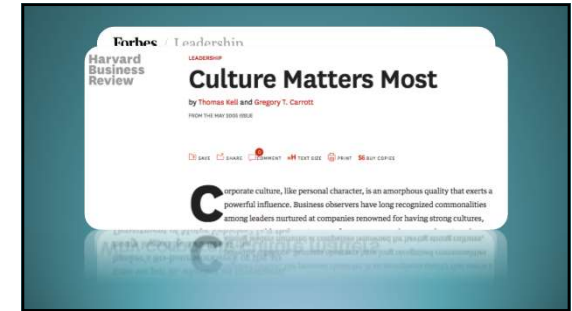 Forbes / Leadership
Harvard
Business
Review
LEADERSHIP
Culture Matters Most
by Thomas Kell and Gregory T. Carrott
FROM THE MAY 2005 ISSUE
SAVE SHARE COMMENT TEXT SIZE PRINT BUY COPIES
Corporate culture, like personal character, is an amorphous quality that exerts a
powerful influence. Business observers have long recognized commonalities
among leaders nurtured at companies renowned for having strong cultures,